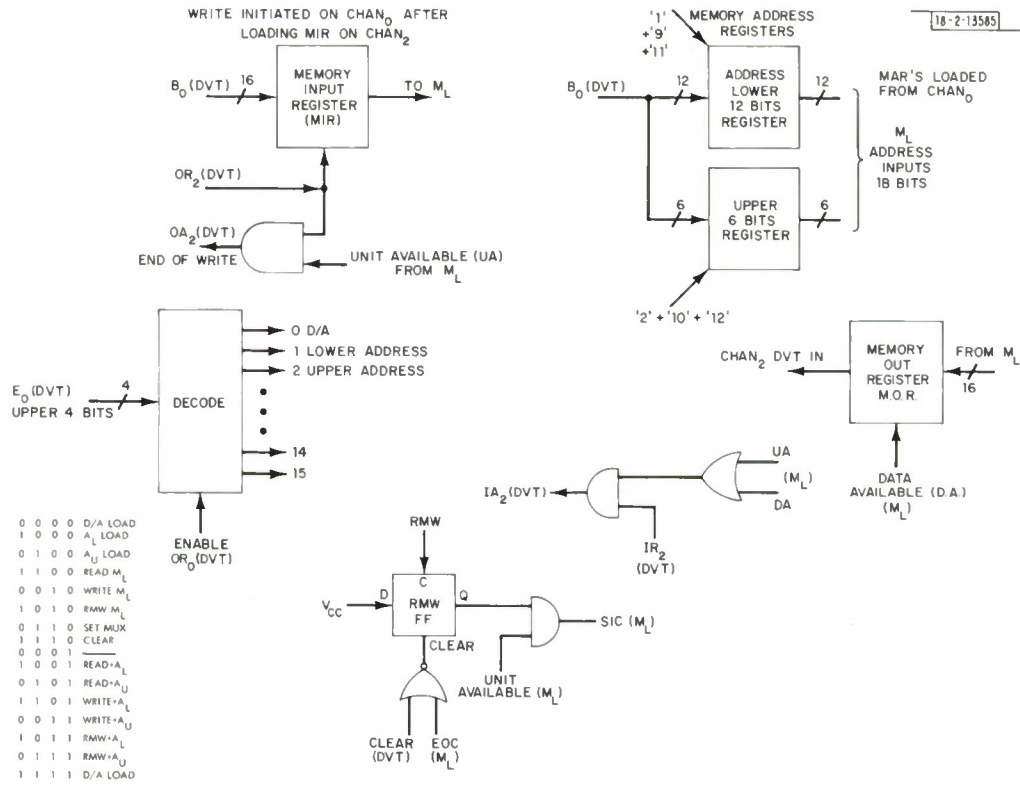 WRITE INITIATED ON CHAN0 AFTER
LOADING MIR ON CHAN2
B0(DVT)
16
MEMORY
INPUT
REGISTER
(MIR)
TO ML
OR2(DVT)
OA2(DVT)
END OF WRITE
UNIT AVAILABLE (UA)
FROM ML
'1'
+'9'
+'11'
MEMORY ADDRESS
REGISTERS
18-2-13585
B0(DVT)
12
ADDRESS
LOWER
12 BITS
REGISTER
12
MAR'S LOADED
FROM CHAN0
ML
ADDRESS
INPUTS
18 BITS
6
UPPER
6 BITS
REGISTER
6
'2' + '10' + '12'
E0(DVT)
UPPER 4 BITS
4
DECODE
0 D/A
1 LOWER ADDRESS
2 UPPER ADDRESS
14
15
ENABLE
OR0(DVT)
CHAN2 DVT IN
MEMORY
OUT
REGISTER
M.O.R.
FROM ML
16
DATA
AVAILABLE (D.A.)
(ML)
IA2(DVT)
UA
(ML)
DA
IR2
(DVT)
RMW
VCC
D
C
RMW
FF
Q
CLEAR
SIC (ML)
UNIT
AVAILABLE (ML)
CLEAR
(DVT)
EOC
(ML)
0 0 0 0 D/A LOAD
1 0 0 0 AL LOAD
0 1 0 0 AU LOAD
1 1 0 0 READ ML
0 0 1 0 WRITE ML
1 0 1 0 RMW ML
0 1 1 0 SET MUX
1 1 1 0 CLEAR
0 0 0 1
1 0 0 1 READ+AL
0 1 0 1 READ+AU
1 1 0 1 WRITE+AL
0 0 1 1 WRITE+AU
1 0 1 1 RMW+AL
0 1 1 1 RMW+AU
1 1 1 1 D/A LOAD